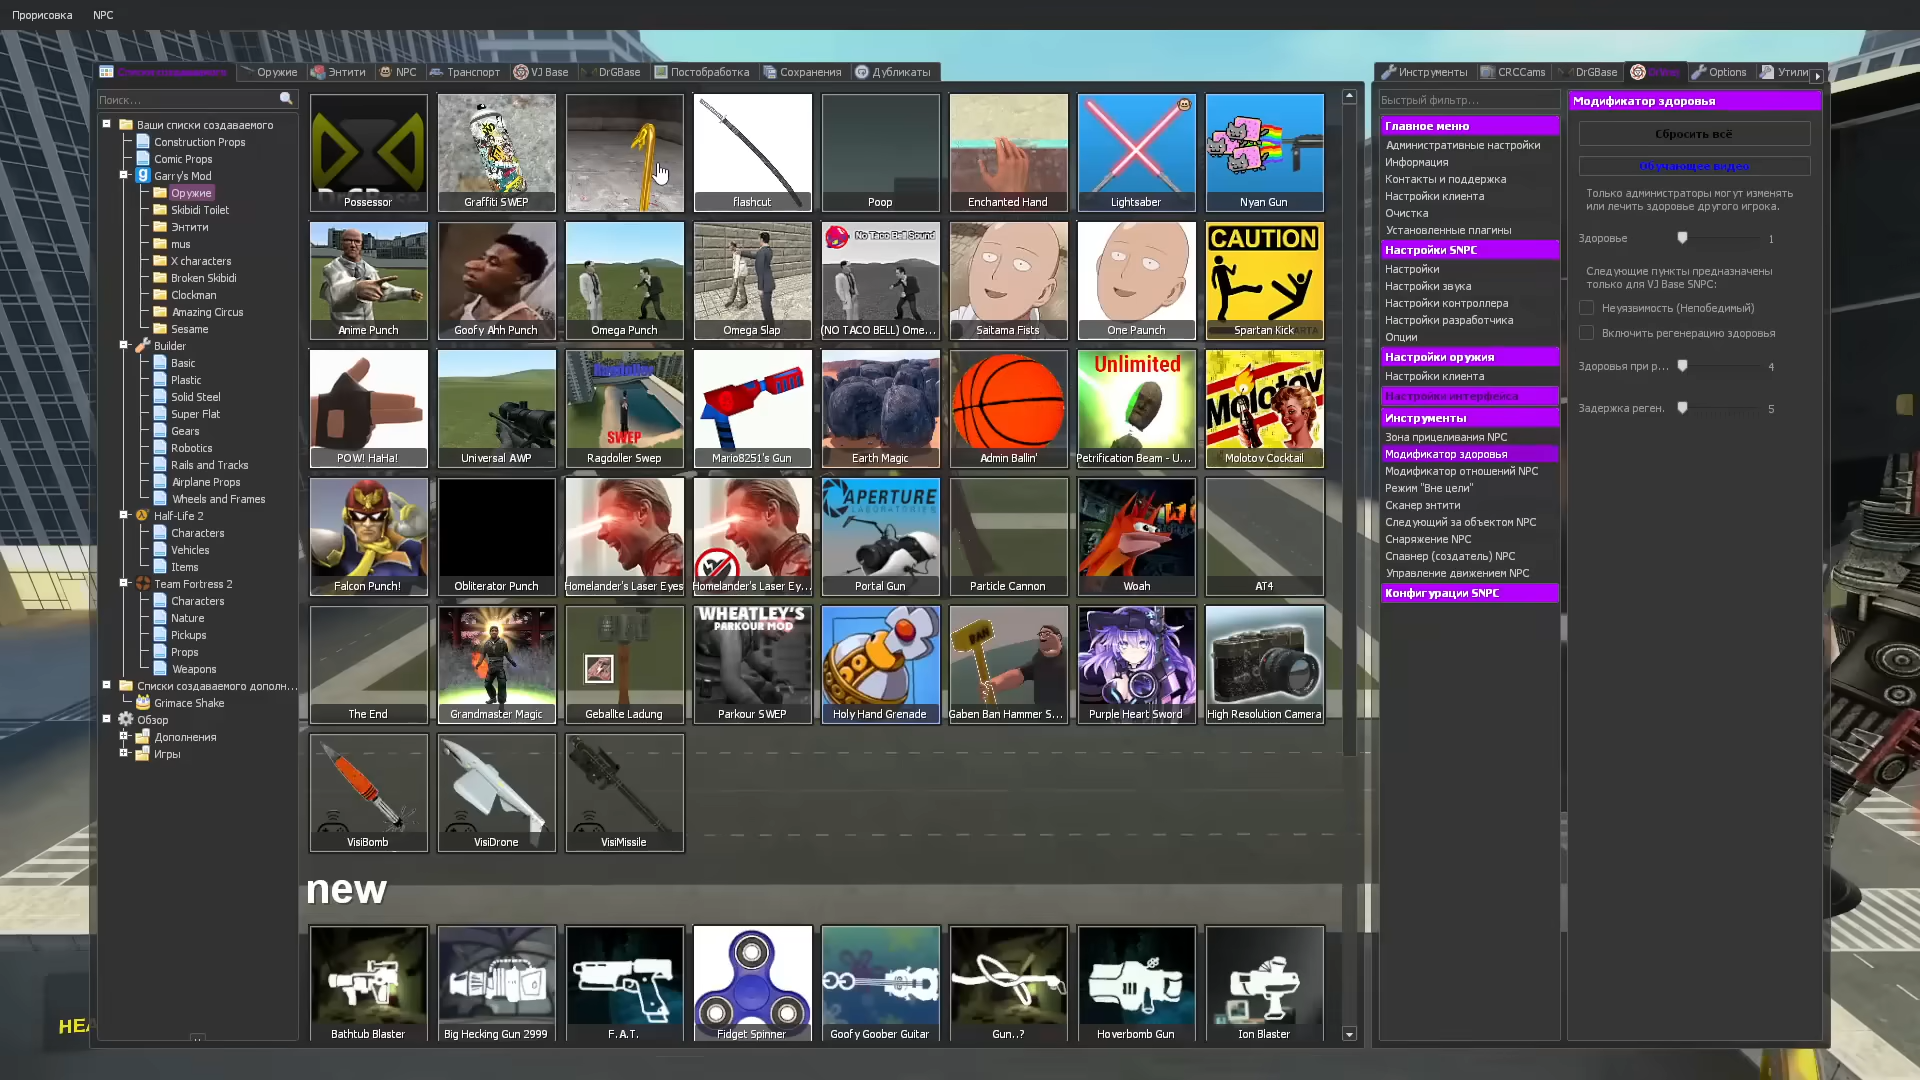 Прорисовка NPC
Списки создаваемого Оружие Энтити NPC Транспорт VJ Base DrGBase Постобработка Сохранения Дубликаты
Поиск...
Ваши списки создаваемого
Construction Props
Comic Props
Garry's Mod
Оружие
Skibidi Toilet
Энтити
mus
X characters
Broken Skibidi
Clockman
Amazing Circus
Sesame
Builder
Basic
Plastic
Solid Steel
Super Flat
Gears
Robotics
Rails and Tracks
Airplane Props
Wheels and Frames
Half-Life 2
Characters
Vehicles
Items
Team Fortress 2
Characters
Nature
Pickups
Props
Weapons
Списки создаваемого дополн...
Grimace Shake
Обзор
Дополнения
Игры
Possessor Graffiti SWEP flashcut Poop Enchanted Hand Lightsaber Nyan Gun
No Taco Bell Sound
CAUTION
Anime Punch Goofy Ahh Punch Omega Punch Omega Slap (NO TACO BELL) Ome... Saitama Fists One Paunch Spartan Kick
Ragdoller
SWEP
Unlimited
Molotov
POW! HaHa! Universal AWP Ragdoller Swep Mario8251's Gun Earth Magic Admin Ballin' Petrification Beam - U... Molotov Cocktail
APERTURE
LABORATORIES
Falcon Punch! Obliterator Punch Homelander's Laser Eyes Homelander's Laser Ey... Portal Gun Particle Cannon Woah AT4
WHEATLEY'S
PARKOUR MOD
BAN
The End Grandmaster Magic Geballte Ladung Parkour SWEP Holy Hand Grenade Gaben Ban Hammer S... Purple Heart Sword High Resolution Camera
VisiBomb VisiDrone VisiMissile
new
Bathtub Blaster Big Hecking Gun 2999 F.A.T. Fidget Spinner Goofy Goober Guitar Gun..? Hoverbomb Gun Ion Blaster
Инструменты CRCCams DrGBase DrVrej Options Утили
Быстрый фильтр...
Главное меню
Административные настройки
Информация
Контакты и поддержка
Настройки клиента
Очистка
Установленные плагины
Настройки SNPC
Настройки
Настройки звука
Настройки контроллера
Настройки разработчика
Опции
Настройки оружия
Настройки клиента
Настройки интерфейса
Инструменты
Зона прицеливания NPC
Модификатор здоровья
Модификатор отношений NPC
Режим "Вне цели"
Сканер энтити
Следующий за объектом NPC
Снаряжение NPC
Спавнер (создатель) NPC
Управление движением NPC
Конфигурации SNPC
Модификатор здоровья
Сбросить всё
Обучающее видео
Только администраторы могут изменять
или лечить здоровье другого игрока.
Здоровье 1
Следующие пункты предназначены
только для VJ Base SNPC:
Неуязвимость (Непобедимый)
Включить регенерацию здоровья
Здоровья при р... 4
Задержка реген. 5